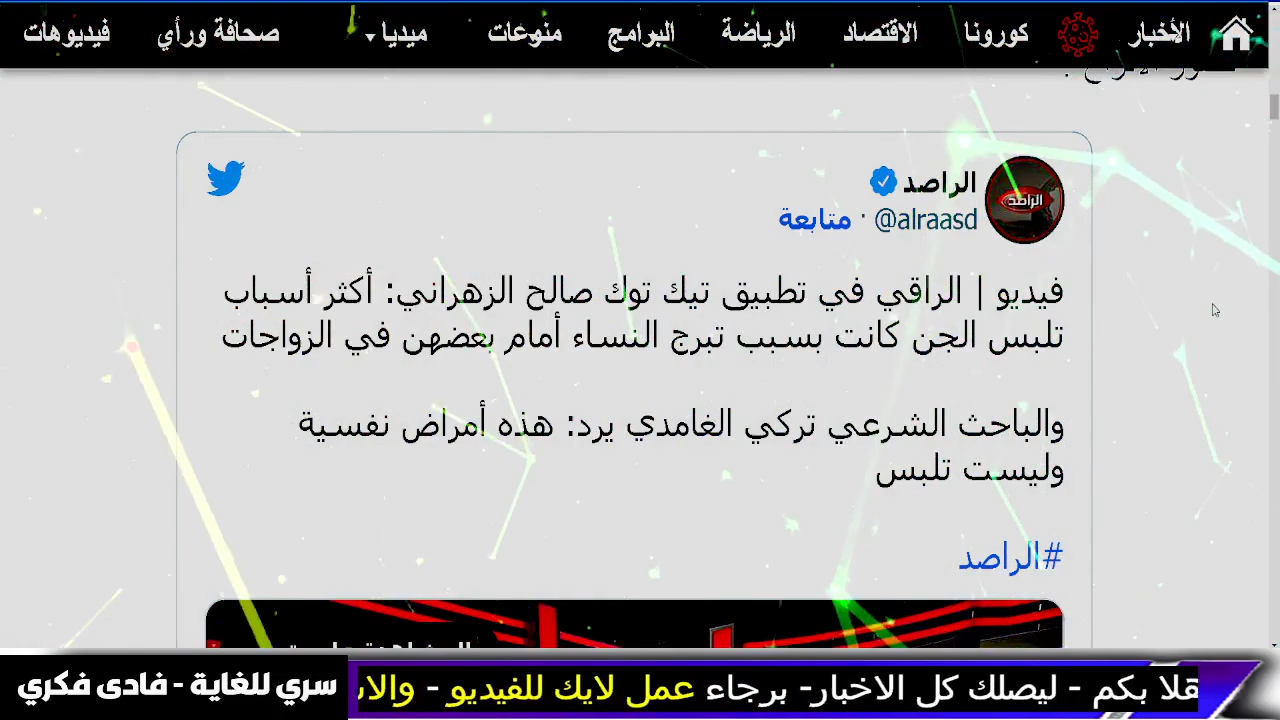 الأخبار كورونا الاقتصاد الرياضة البرامج منوعات ميديا صحافة ورأي فيديوهات
الراصد
الراصد
@alraasd · متابعة
فيديو | الراقي في تطبيق تيك توك صالح الزهراني: أكثر أسباب
تلبس الجن كانت بسبب تبرج النساء أمام بعضهن في الزواجات
والباحث الشرعي تركي الغامدي يرد: هذه أمراض نفسية
وليست تلبس
#الراصد
بكم - ليصلك كل الاخبار- برجاء عمل لايك للفيديو -
سري للغاية - فادى فكري